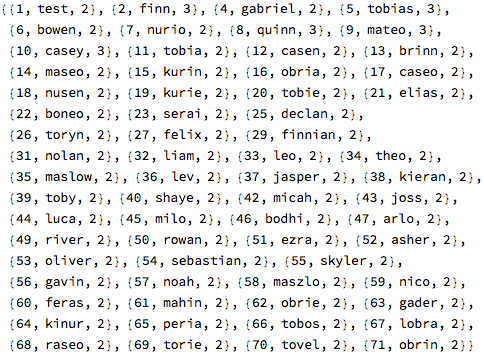 {{1, test, 2}, {2, finn, 3}, {4, gabriel, 2}, {5, tobias, 3},
{6, bowen, 2}, {7, nurio, 2}, {8, quinn, 3}, {9, mateo, 3},
{10, casey, 3}, {11, tobia, 2}, {12, casen, 2}, {13, brinn, 2},
{14, maseo, 2}, {15, kurin, 2}, {16, obria, 2}, {17, caseo, 2},
{18, nusen, 2}, {19, kurie, 2}, {20, tobie, 2}, {21, elias, 2},
{22, boneo, 2}, {23, serai, 2}, {25, declan, 2},
{26, toryn, 2}, {27, felix, 2}, {29, finnian, 2},
{31, nolan, 2}, {32, liam, 2}, {33, leo, 2}, {34, theo, 2},
{35, maslow, 2}, {36, lev, 2}, {37, jasper, 2}, {38, kieran, 2},
{39, toby, 2}, {40, shaye, 2}, {42, micah, 2}, {43, joss, 2},
{44, luca, 2}, {45, milo, 2}, {46, bodhi, 2}, {47, arlo, 2},
{49, river, 2}, {50, rowan, 2}, {51, ezra, 2}, {52, asher, 2},
{53, oliver, 2}, {54, sebastian, 2}, {55, skyler, 2},
{56, gavin, 2}, {57, noah, 2}, {58, maszlo, 2}, {59, nico, 2},
{60, feras, 2}, {61, mahin, 2}, {62, obrie, 2}, {63, gader, 2},
{64, kinur, 2}, {65, peria, 2}, {66, tobos, 2}, {67, lobra, 2},
{68, raseo, 2}, {69, torie, 2}, {70, tovel, 2}, {71, obrin, 2}}